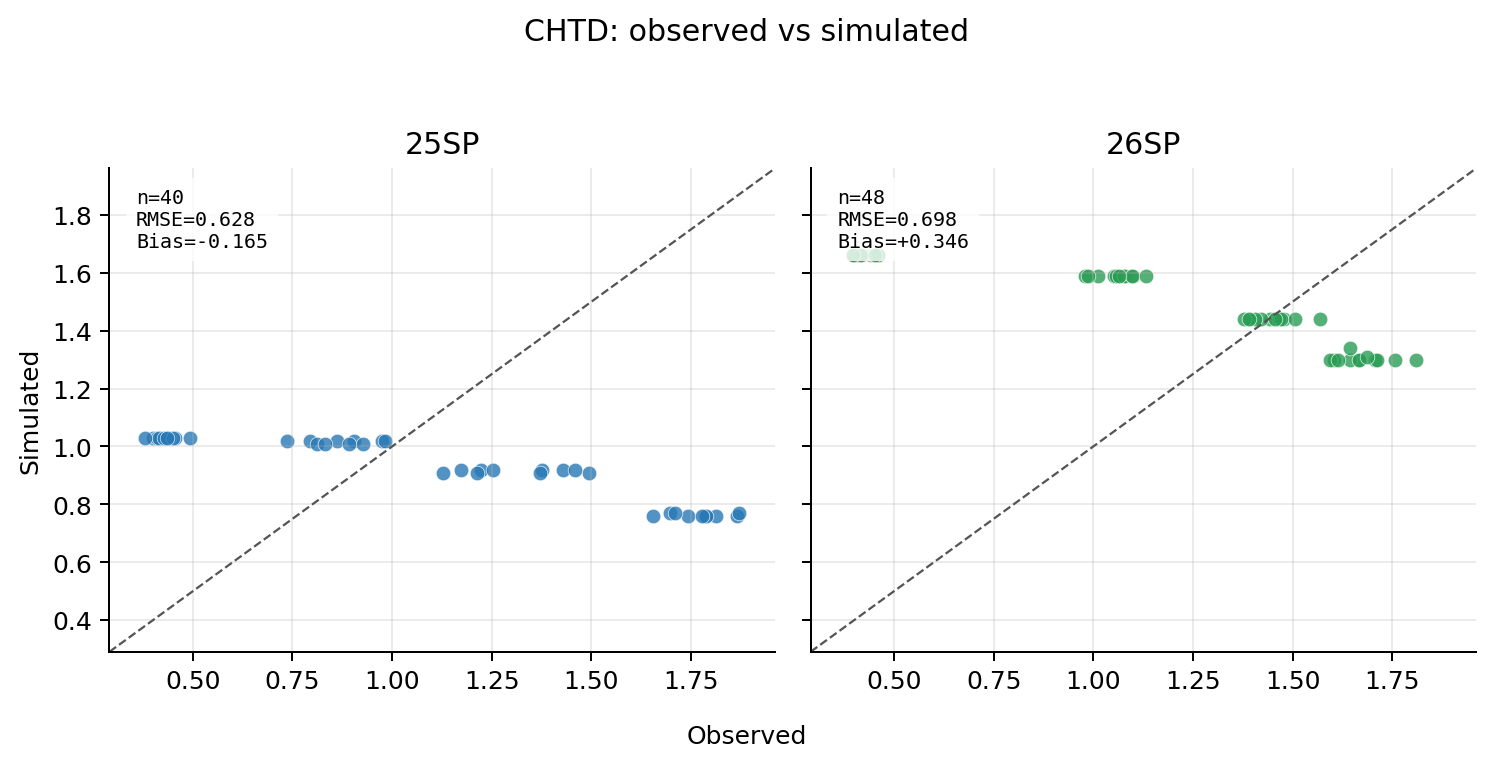 CHTD: observed vs simulated
25SP
26SP
n=40
RMSE=0.628
Bias=-0.165
n=48
RMSE=0.698
Bias=+0.346
1.8
1.6
1.4
1.2
1.0
0.8
0.6
0.4
Simulated
0.50 0.75 1.00 1.25 1.50 1.75
0.50 0.75 1.00 1.25 1.50 1.75
Observed